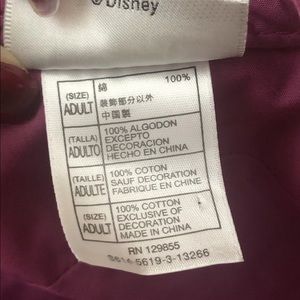 ©Disney
(SIZE) ADULT 綿 100%
装飾部分以外
中国製
(TALLA) ADULTO 100% ALGODON
EXCEPTO
DECORACION
HECHO EN CHINA
(TAILLE) ADULTE 100% COTON
SAUF DECORATION
FABRIQUE EN CHINE
(SIZE) ADULT 100% COTTON
EXCLUSIVE OF
DECORATION
MADE IN CHINA
RN 129855
5619-3-13266